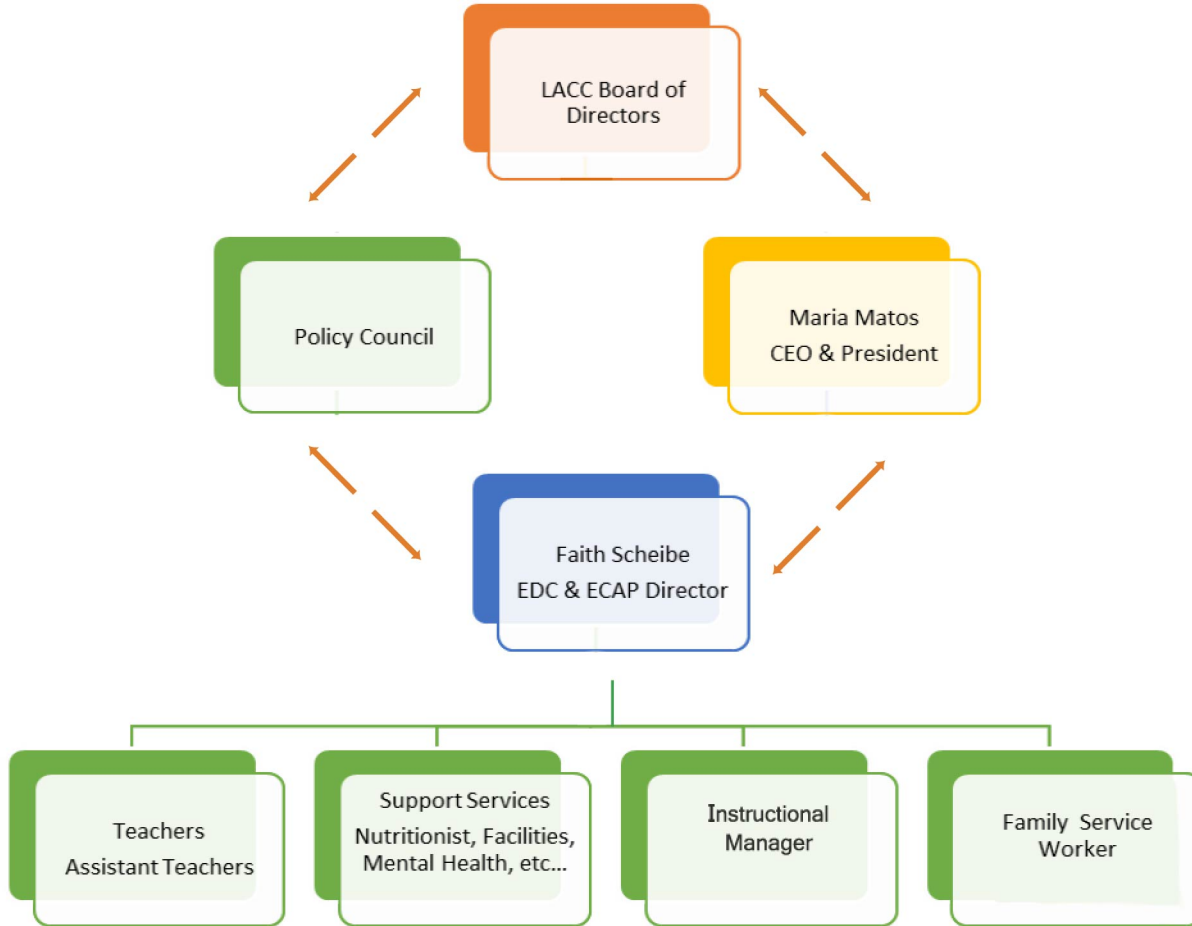 LACC Board of
Directors
Policy Council
Maria Matos
CEO & President
Faith Scheibe
EDC & ECAP Director
Teachers
Assistant Teachers
Support Services
Nutritionist, Facilities,
Mental Health, etc...
Instructional
Manager
Family Service
Worker